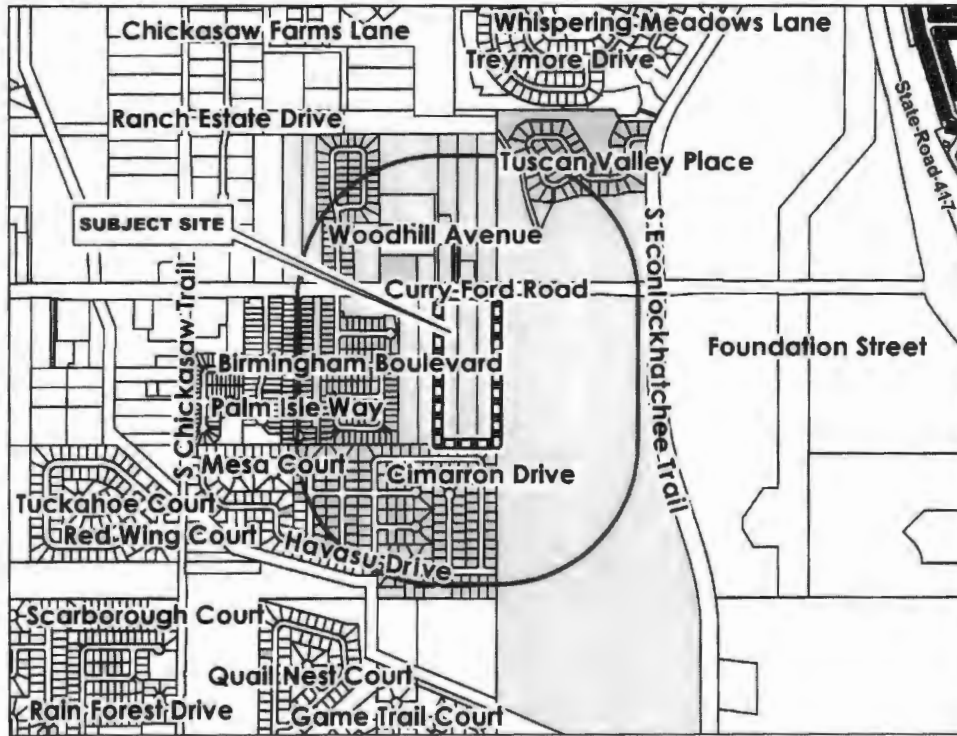 Chickasaw Farms Lane
Whispering Meadows Lane
Treymore Drive
State Road 417
Ranch Estate Drive
Tuscan Valley Place
SUBJECT SITE
Woodhill Avenue
S Econlockhatchee Trail
S Chickasaw Trail
Curry Ford Road
Foundation Street
Birmingham Boulevard
Palm Isle Way
Mesa Court
Cimarron Drive
Tuckahoe Court
Red Wing Court
Havasu Drive
Scarborough Court
Quail Nest Court
Rain Forest Drive
Game Trail Court